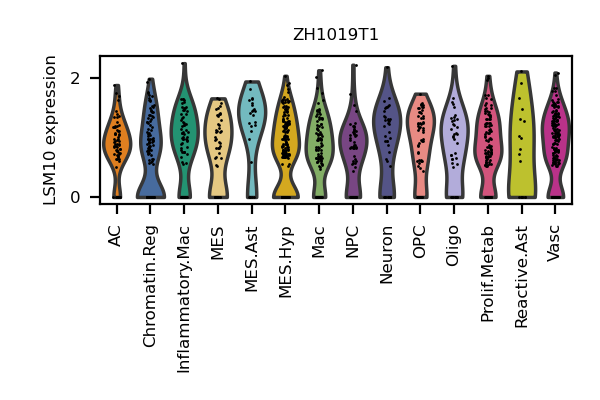 ZH1019T1
LSM10 expression
2
0
AC
Chromatin.Reg
Inflammatory.Mac
MES
MES.Ast
MES.Hyp
Mac
NPC
Neuron
OPC
Oligo
Prolif.Metab
Reactive.Ast
Vasc